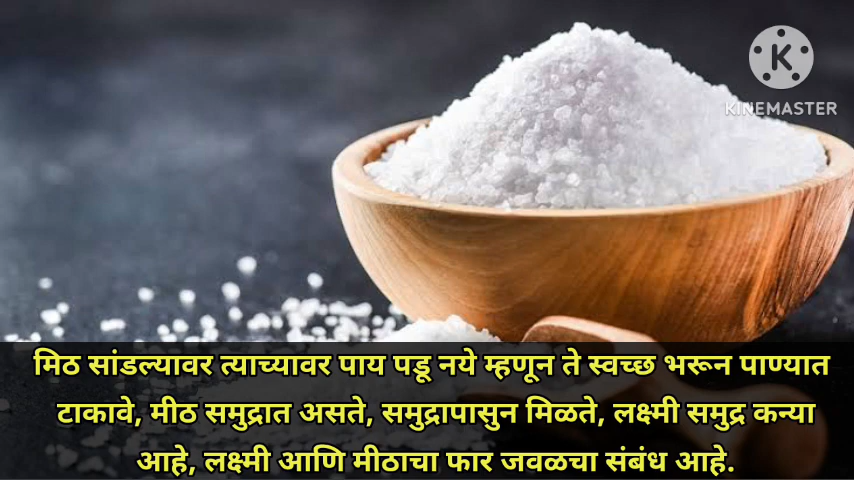 K
KINEMASTER
मिठ सांडल्यावर त्याच्यावर पाय पडू नये म्हणून ते स्वच्छ भरून पाण्यात
टाकावे, मीठ समुद्रात असते, समुद्रापासुन मिळते, लक्ष्मी समुद्र कन्या
आहे, लक्ष्मी आणि मीठाचा फार जवळचा संबंध आहे.